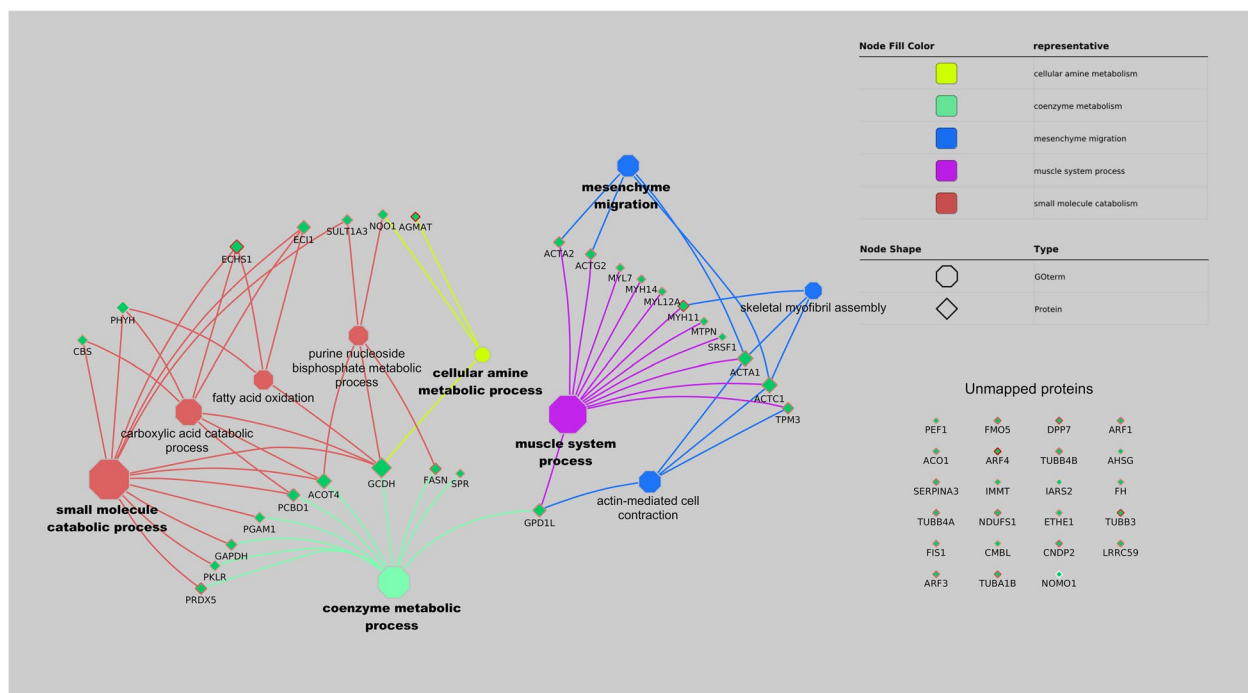 Node Fill Color representative
cellular amine metabolism
coenzyme metabolism
mesenchyme migration
muscle system process
small molecule catabolism
Node Shape Type
GOterm
Protein
mesenchyme
migration
SULT1A3
NQO1
AGMAT
ECI1
ECHS1
ACTA2
ACTG2
MYL7
MYH14
MYL12A
MYH11
MTPN
SRSF1
skeletal myofibril assembly
PHYH
CBS
purine nucleoside
bisphosphate metabolic
process
cellular amine
metabolic process
fatty acid oxidation
carboxylic acid catabolic
process
ACTA1
ACTC1
TPM3
muscle system
process
small molecule
catabolic process
ACOT4
GCDH
FASN
SPR
PCBD1
PGAM1
GAPDH
PKLR
PRDX5
GPD1L
actin-mediated cell
contraction
coenzyme metabolic
process
Unmapped proteins
PEF1 FMO5 DPP7 ARF1
ACO1 ARF4 TUBB4B AHSG
SERPINA3 IMMT IARS2 FH
TUBB4A NDUFS1 ETHE1 TUBB3
FIS1 CMBL CNDP2 LRRC59
ARF3 TUBA1B NOMO1